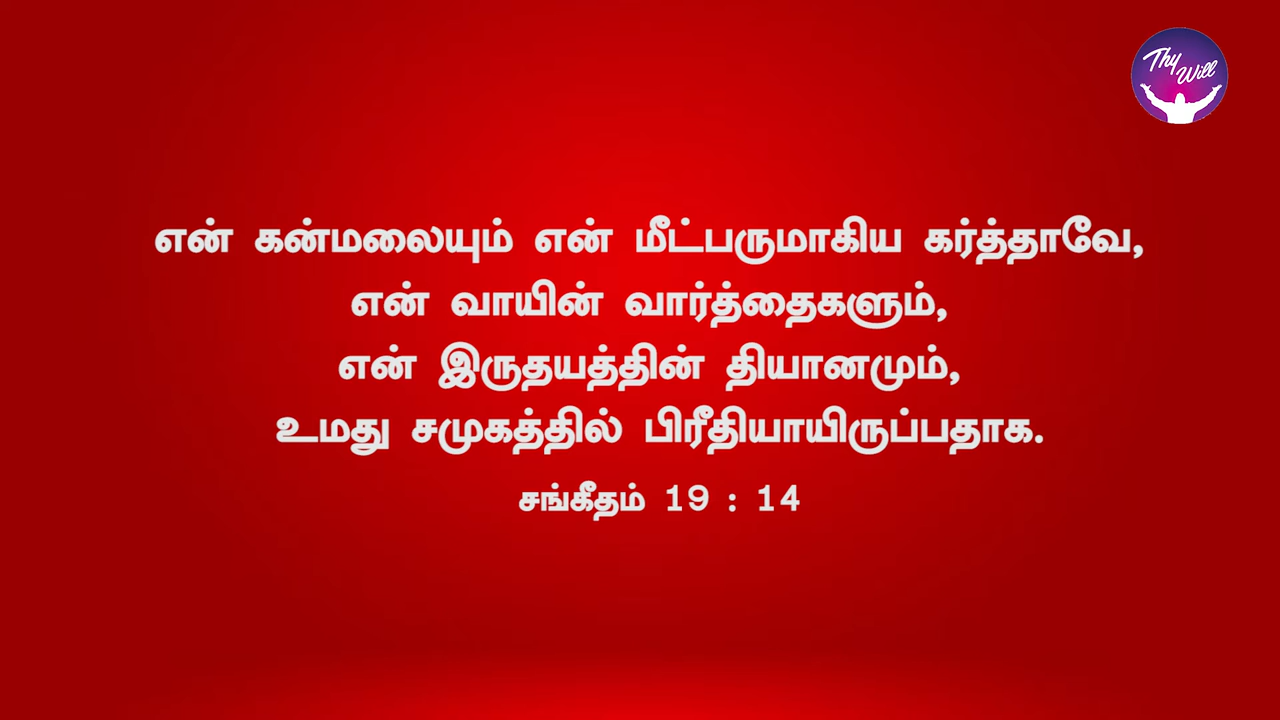 Thy Will
என் கன்மலையும் என் மீட்பருமாகிய கர்த்தாவே,
என் வாயின் வார்த்தைகளும்,
என் இருதயத்தின் தியானமும்,
உமது சமுகத்தில் பிரீதியாயிருப்பதாக.
சங்கீதம் 19 : 14